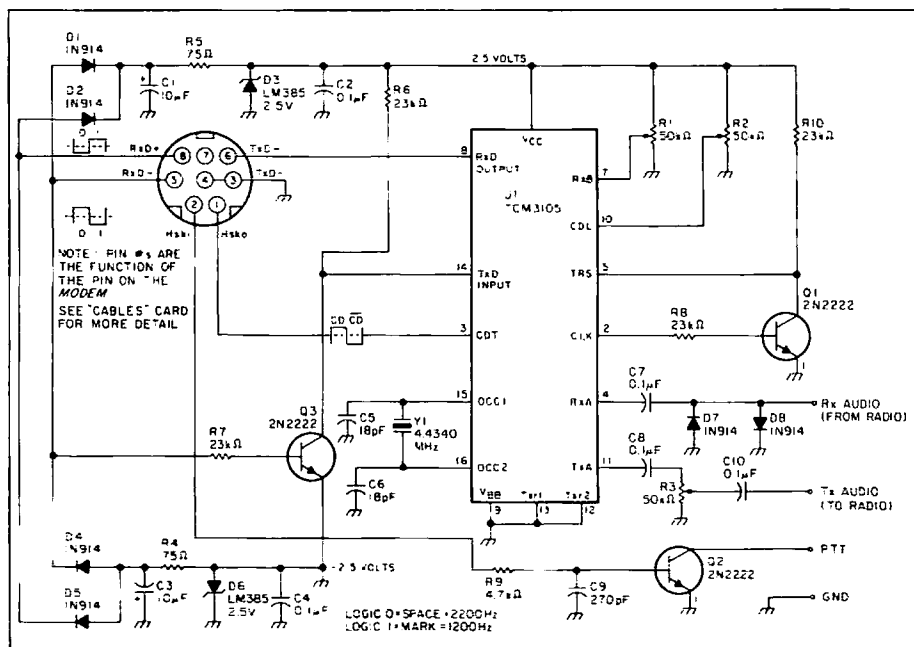 D1
1N914
R5
75Ω
2.5 VOLTS
D2
1N914
C1
10µF
D3
LM385
2.5V
C2
0.1µF
R6
23kΩ
R1
50kΩ
R2
50kΩ
R10
23kΩ
0 1
RxD+
8 7 6
TxD-
5 4 3
TxD-
RxD-
2 1
Hski
Hsko
0 1
NOTE: PIN #s ARE
THE FUNCTION OF
THE PIN ON THE
MODEM
SEE "CABLES" CARD
FOR MORE DETAIL
VCC
8
RxD
OUTPUT
RxB
7
U1
TCM3105
CDL
10
14
TxD
INPUT
TRS
5
Q1
2N2222
CD CD
3
CDT
CLK
2
R8
23kΩ
C7
0.1µF
15
OCC1
RxA
4
Rx AUDIO
(FROM RADIO)
D7
1N914
D8
1N914
C5
18pF
Y1
4.4340
MHz
Q3
2N2222
R7
23kΩ
C6
18pF
16
OCC2
TxA
11
C8
0.1µF
C10
0.1µF
R3
50kΩ
Tx AUDIO
(TO RADIO)
VBB
9
Txr1
13
Txr2
12
D4
1N914
R4
75Ω
-2.5 VOLTS
PTT
Q2
2N2222
D5
1N914
C3
10µF
D6
LM385
2.5V
C4
0.1µF
R9
4.7kΩ
C9
270pF
GND
LOGIC 0=SPACE=2200Hz
LOGIC 1=MARK=1200Hz